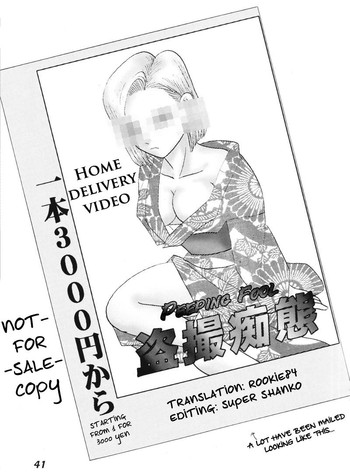 HOME
DELIVERY
VIDEO
一本3000円から
PEEPING FOOL
盗撮痴態
NOT-
FOR
-SALE-
COPY
STARTING
FROM 1 FOR
3000 YEN
TRANSLATION: ROOKIE84
EDITING: SUPER SHANKO
A LOT HAVE BEEN MAILED
LOOKING LIKE THIS...
41